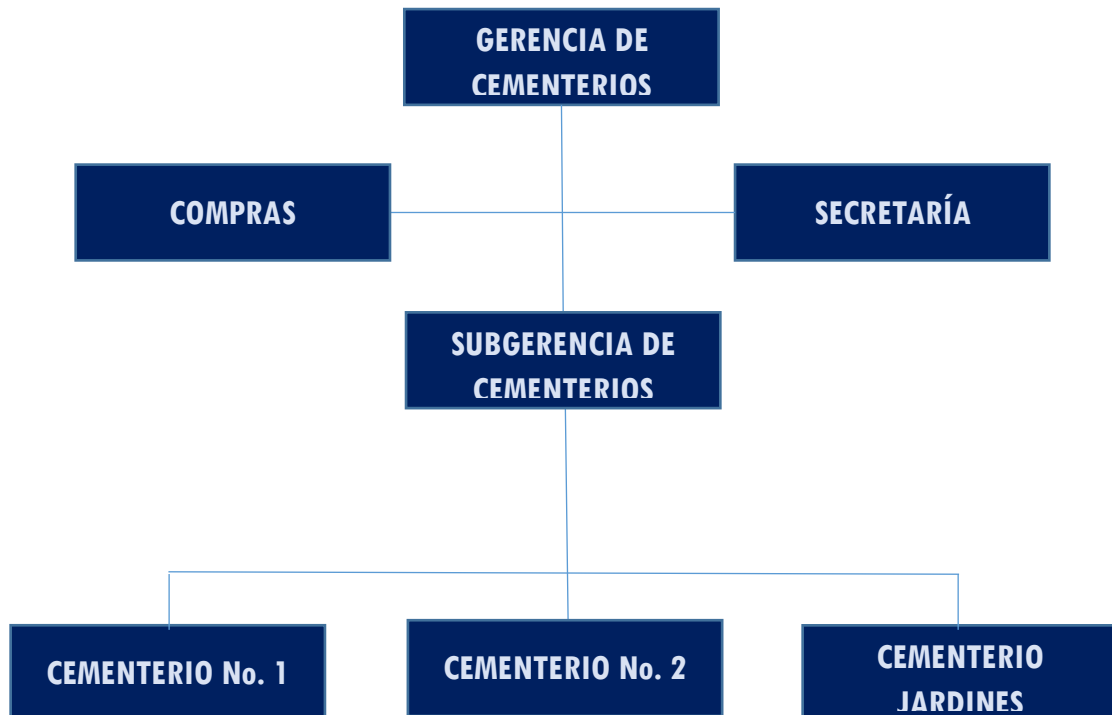 GERENCIA DE
CEMENTERIOS
COMPRAS
SECRETARÍA
SUBGERENCIA DE
CEMENTERIOS
CEMENTERIO No. 1
CEMENTERIO No. 2
CEMENTERIO
JARDINES